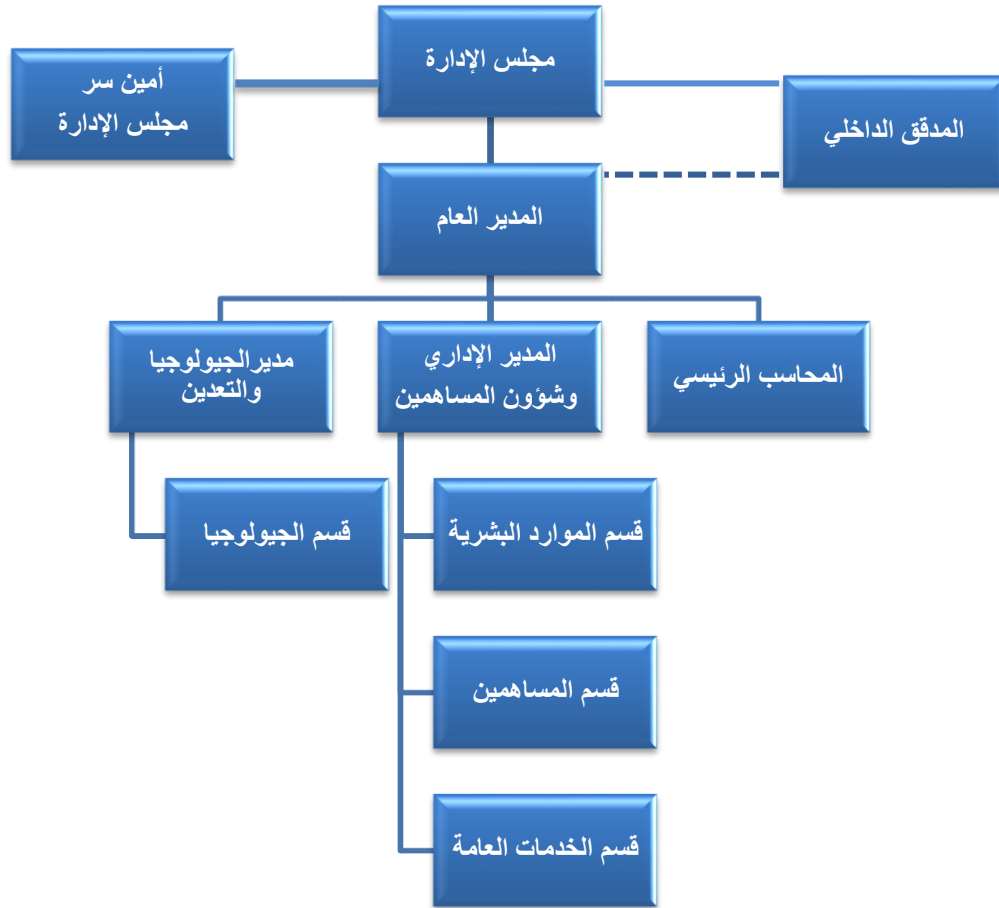 مجلس الإدارة
أمين سر
مجلس الإدارة
المدقق الداخلي
المدير العام
المحاسب الرئيسي
المدير الإداري
وشؤون المساهمين
مديرالجيولوجيا
والتعدين
قسم الموارد البشرية
قسم الجيولوجيا
قسم المساهمين
قسم الخدمات العامة